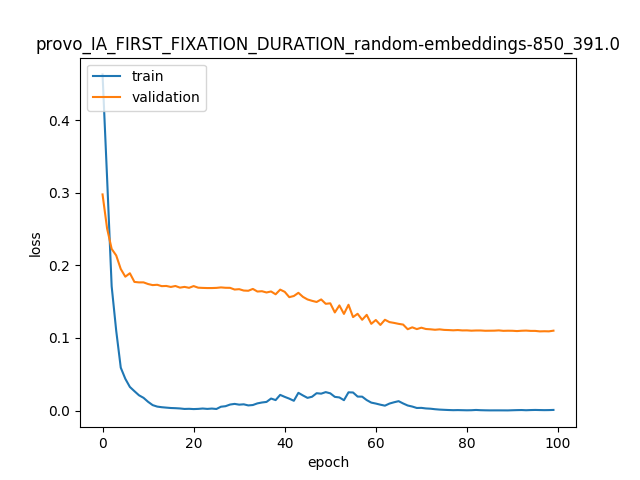 provo_IA_FIRST_FIXATION_DURATION_random-embeddings-850_391.0
train
validation
loss
0.4
0.3
0.2
0.1
0.0
0
20
40
60
80
100
epoch